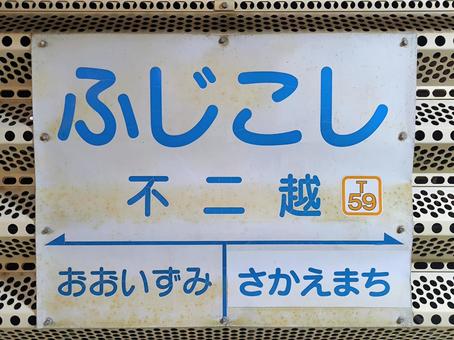 ふじこし
不二越
T
59
おおいずみ
さかえまち